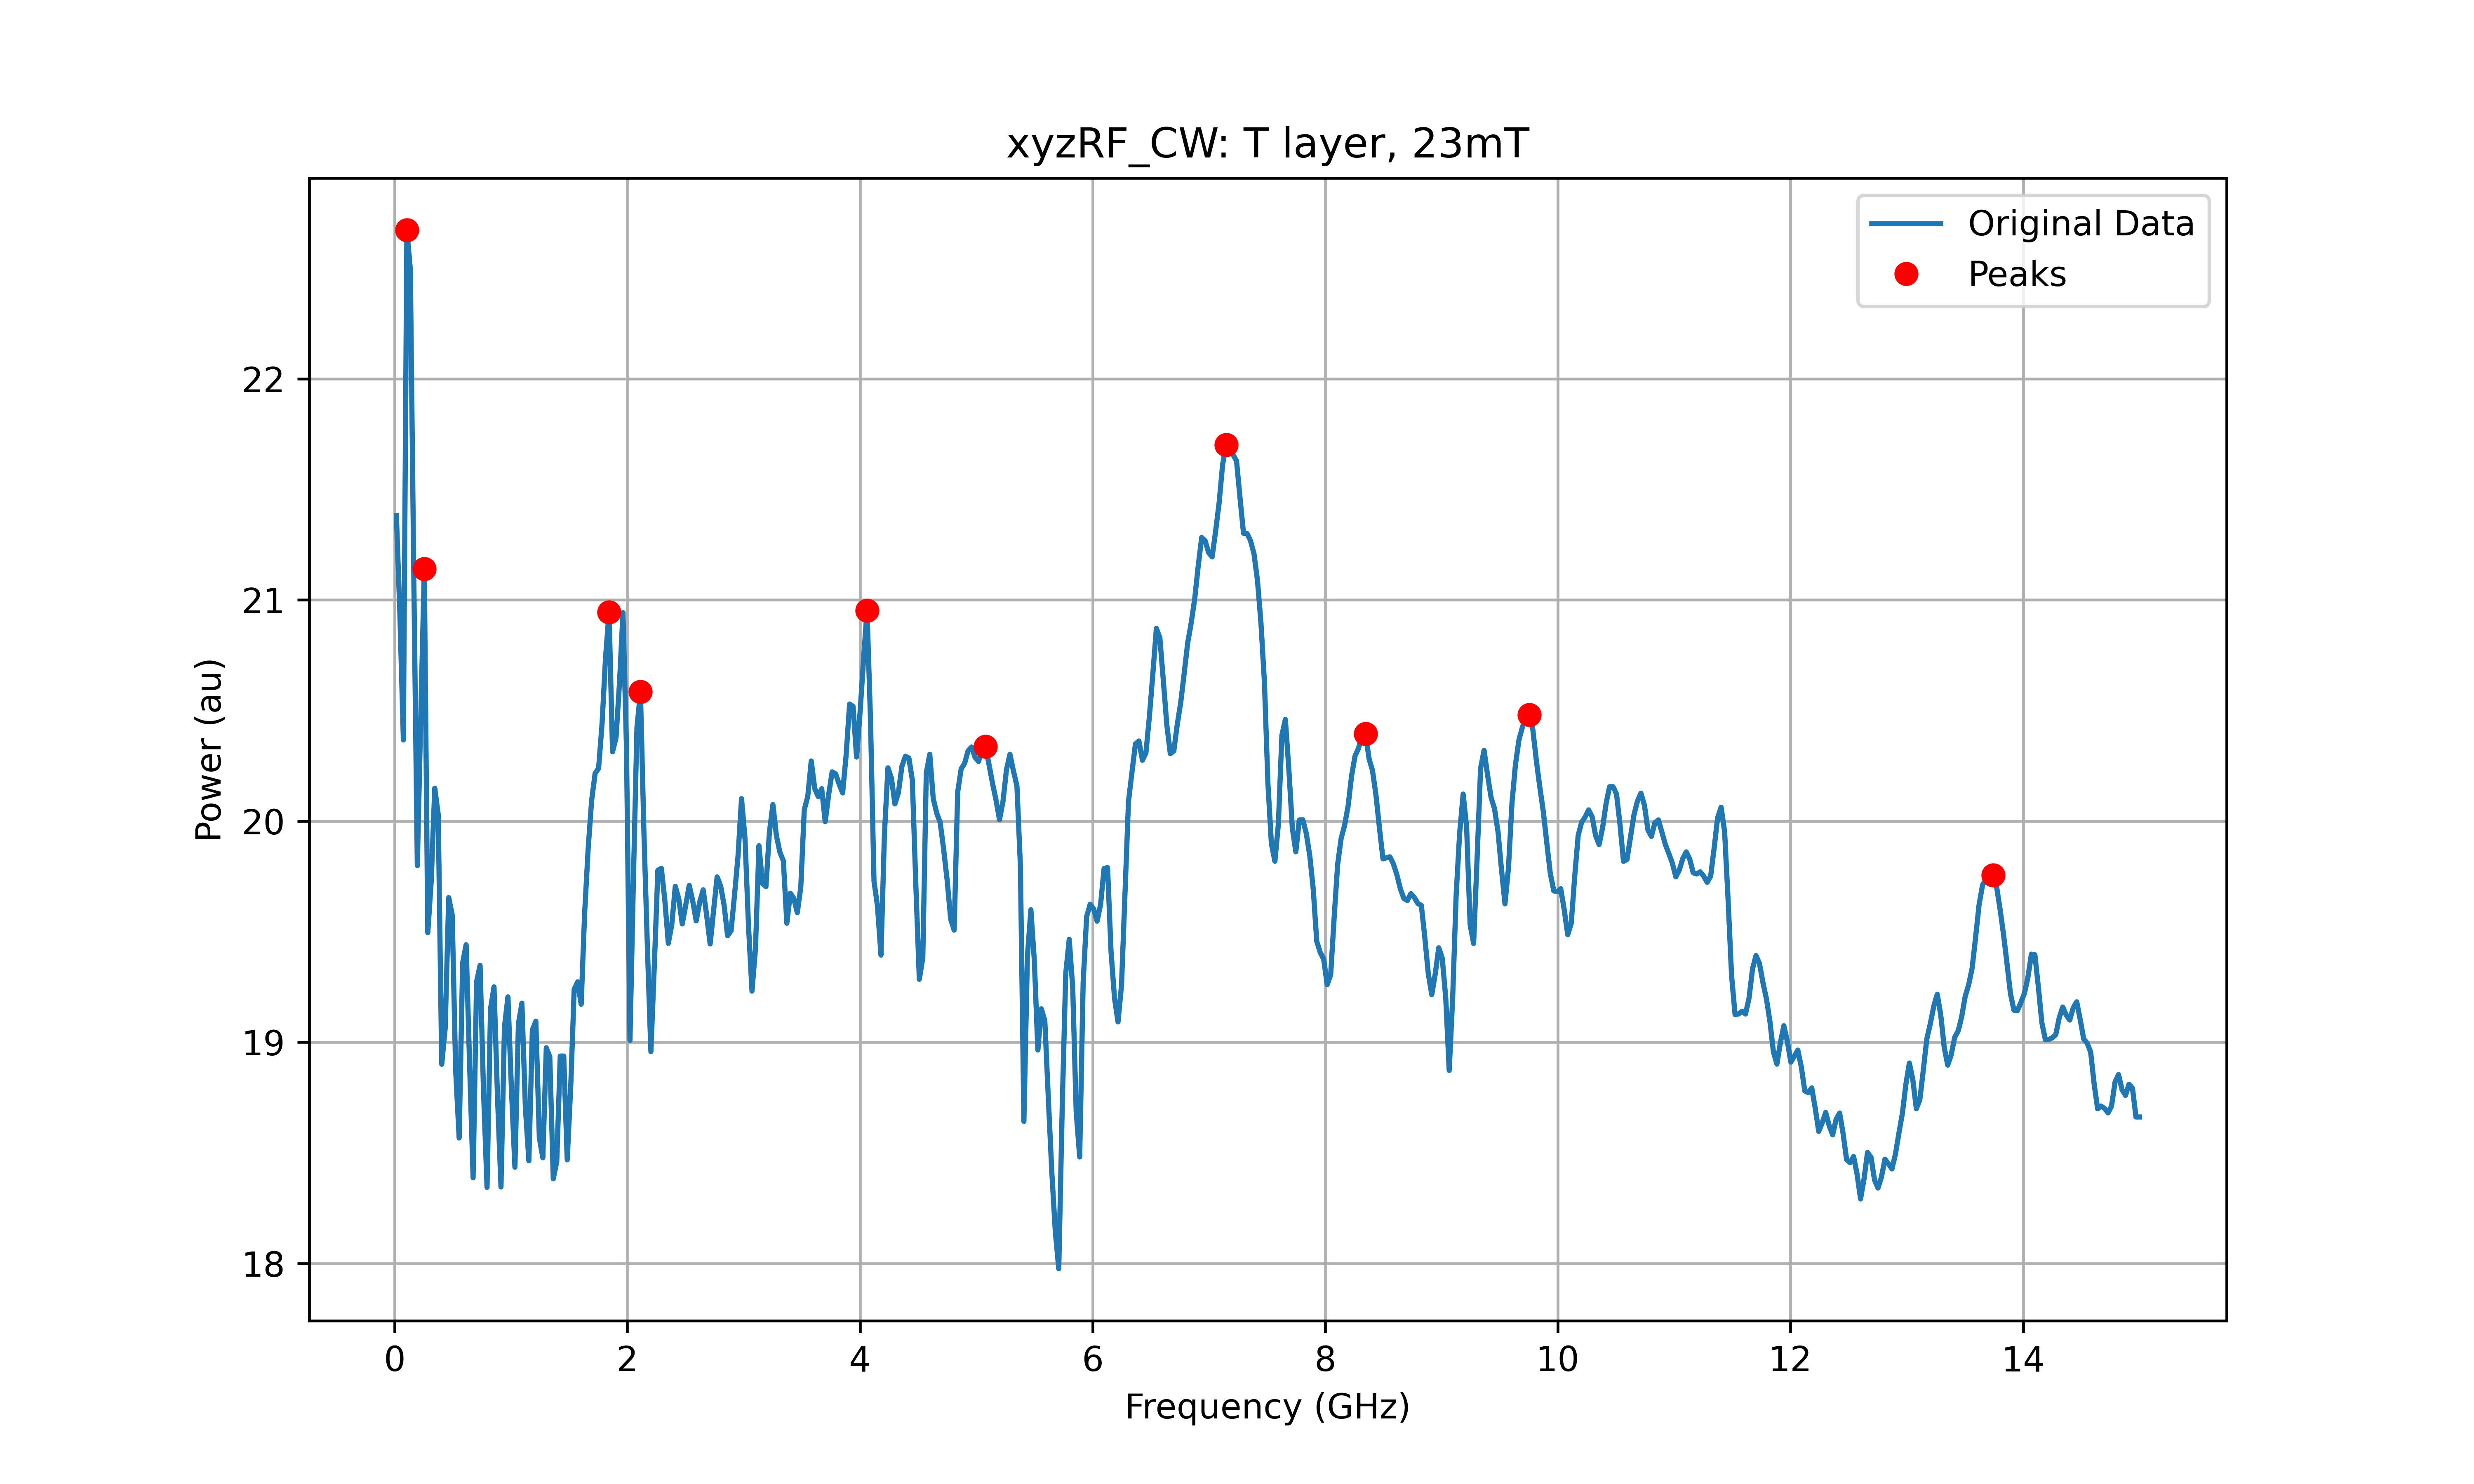 xyzRF_CW: T layer, 23mT
Original Data
Peaks
Power (au)
22
21
20
19
18
0 2 4 6 8 10 12 14
Frequency (GHz)